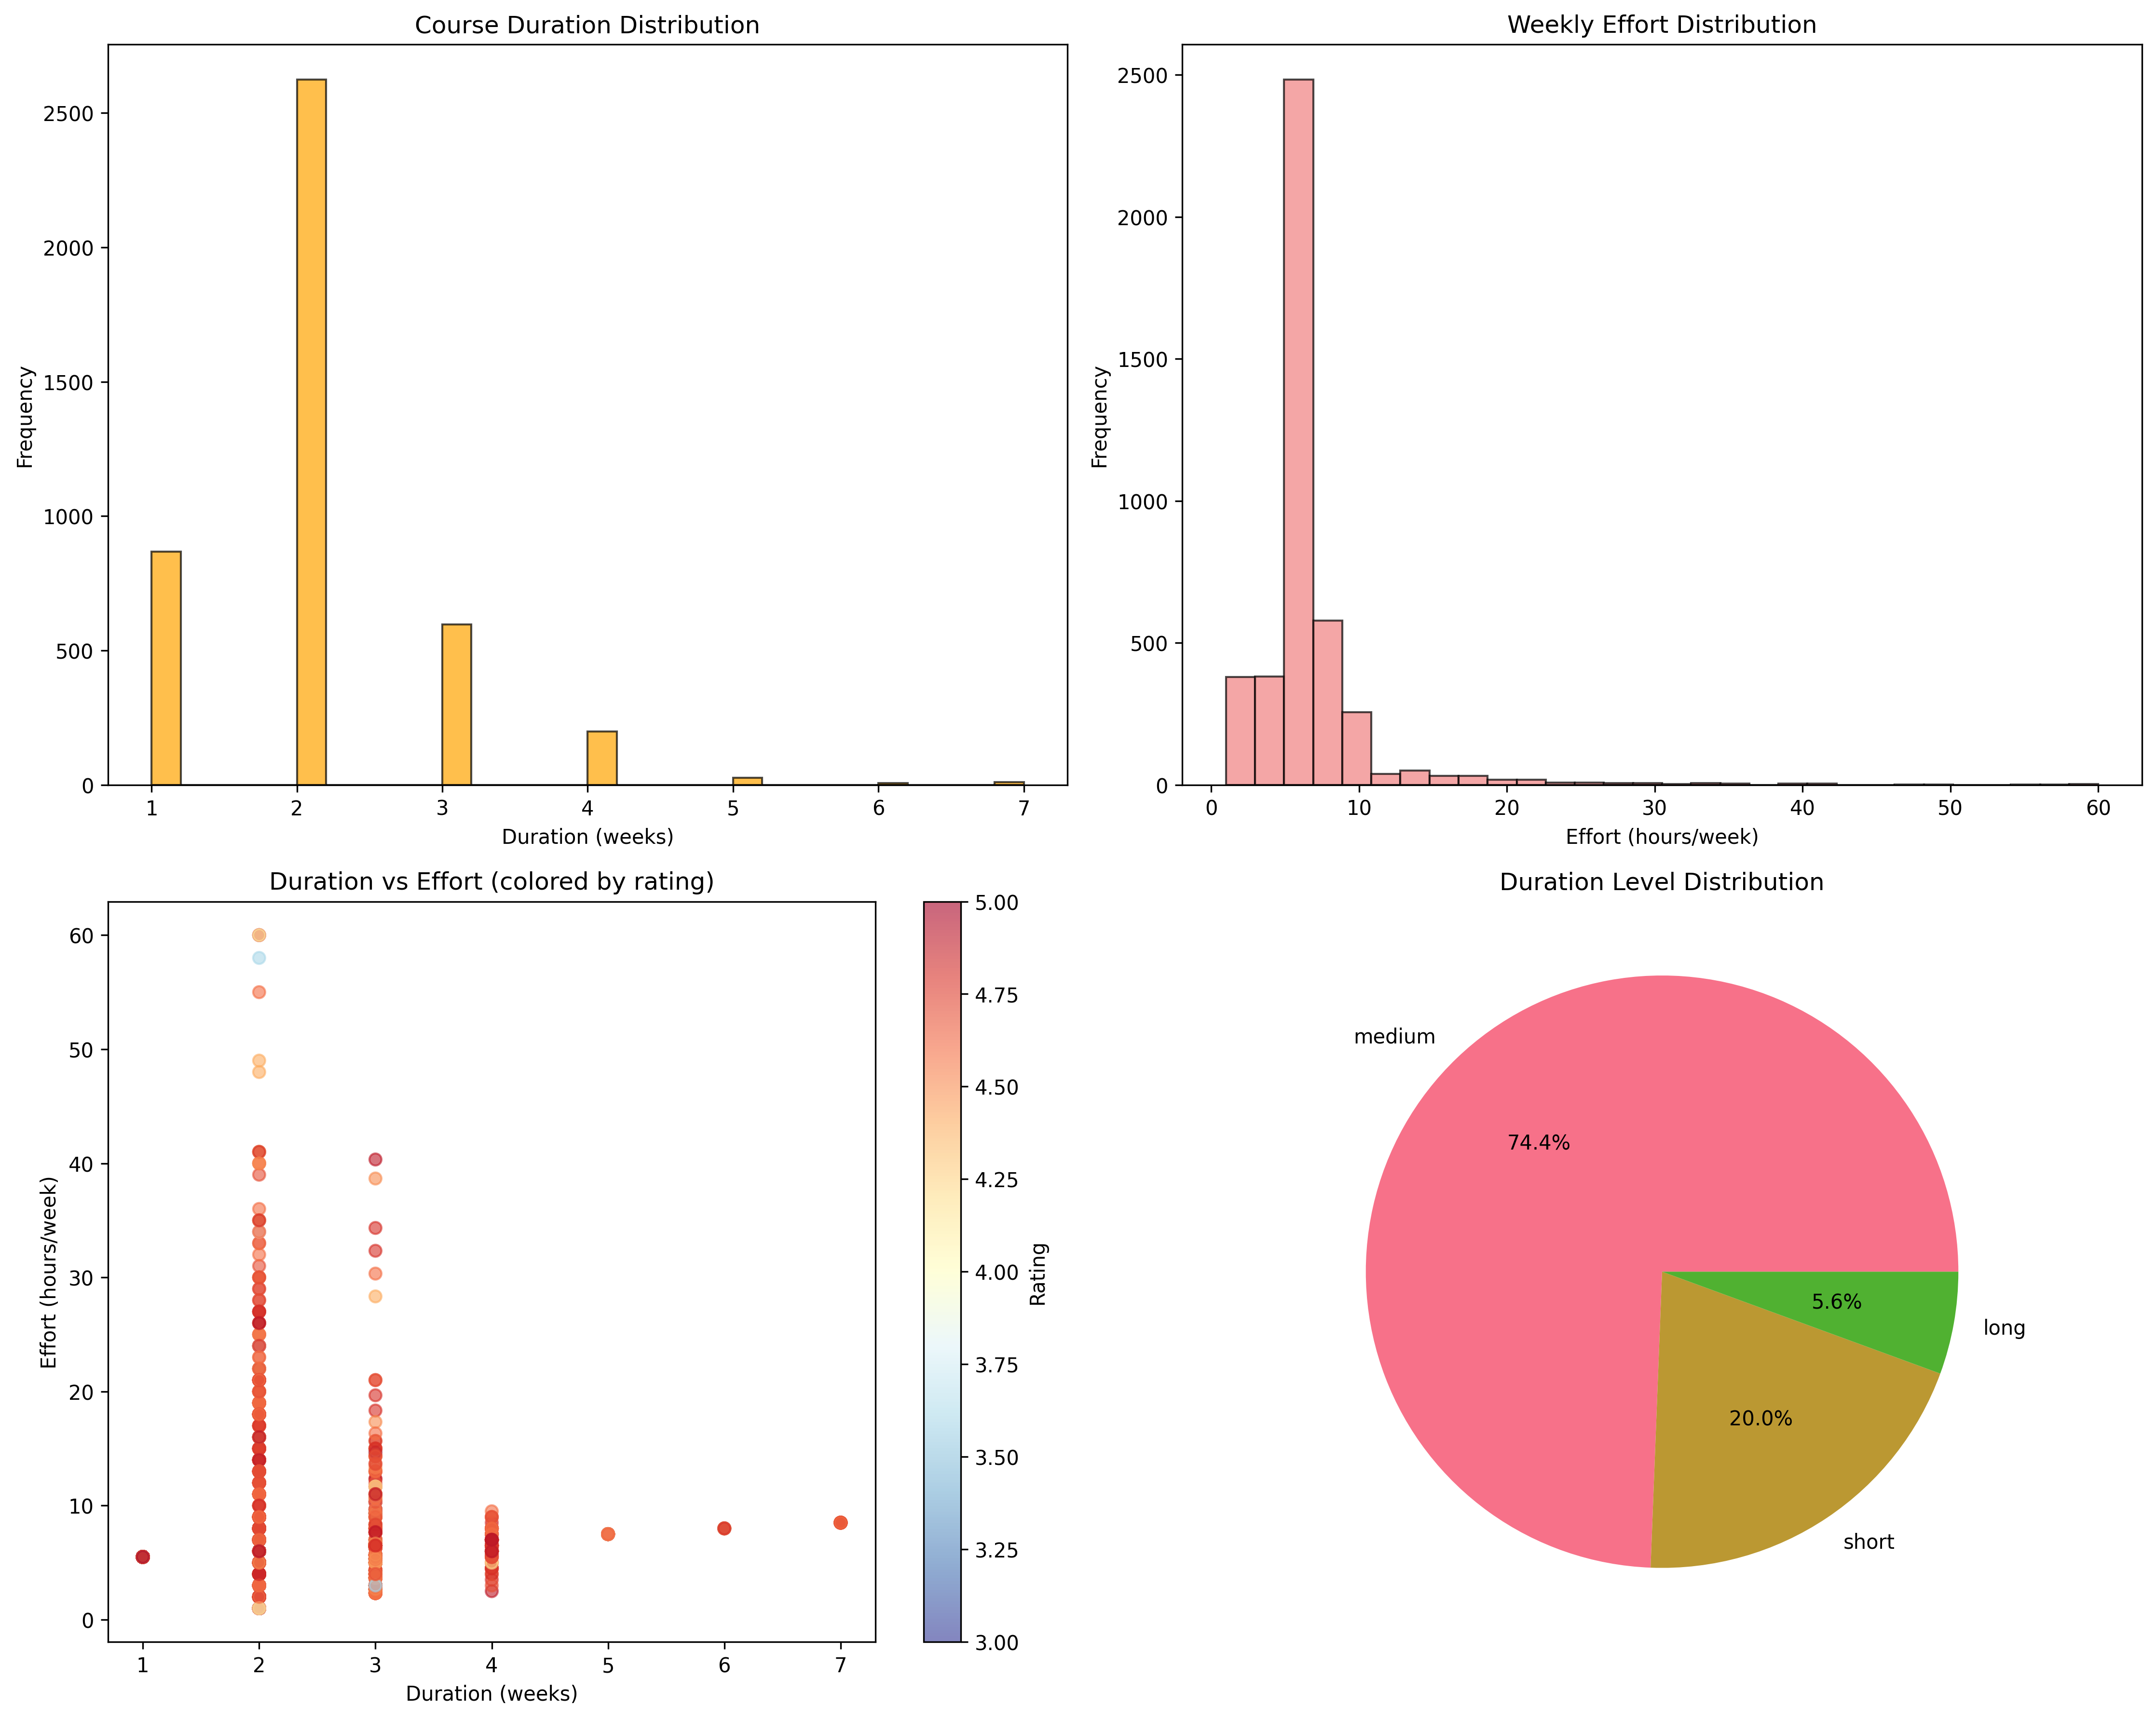 Course Duration Distribution
Frequency
2500
2000
1500
1000
500
0
1 2 3 4 5 6 7
Duration (weeks)
Weekly Effort Distribution
Frequency
2500
2000
1500
1000
500
0
0 10 20 30 40 50 60
Effort (hours/week)
Duration vs Effort (colored by rating)
Effort (hours/week)
60
50
40
30
20
10
0
1 2 3 4 5 6 7
Duration (weeks)
5.00
4.75
4.50
4.25
4.00
3.75
3.50
3.25
3.00
Rating
Duration Level Distribution
medium
74.4%
5.6%
long
20.0%
short